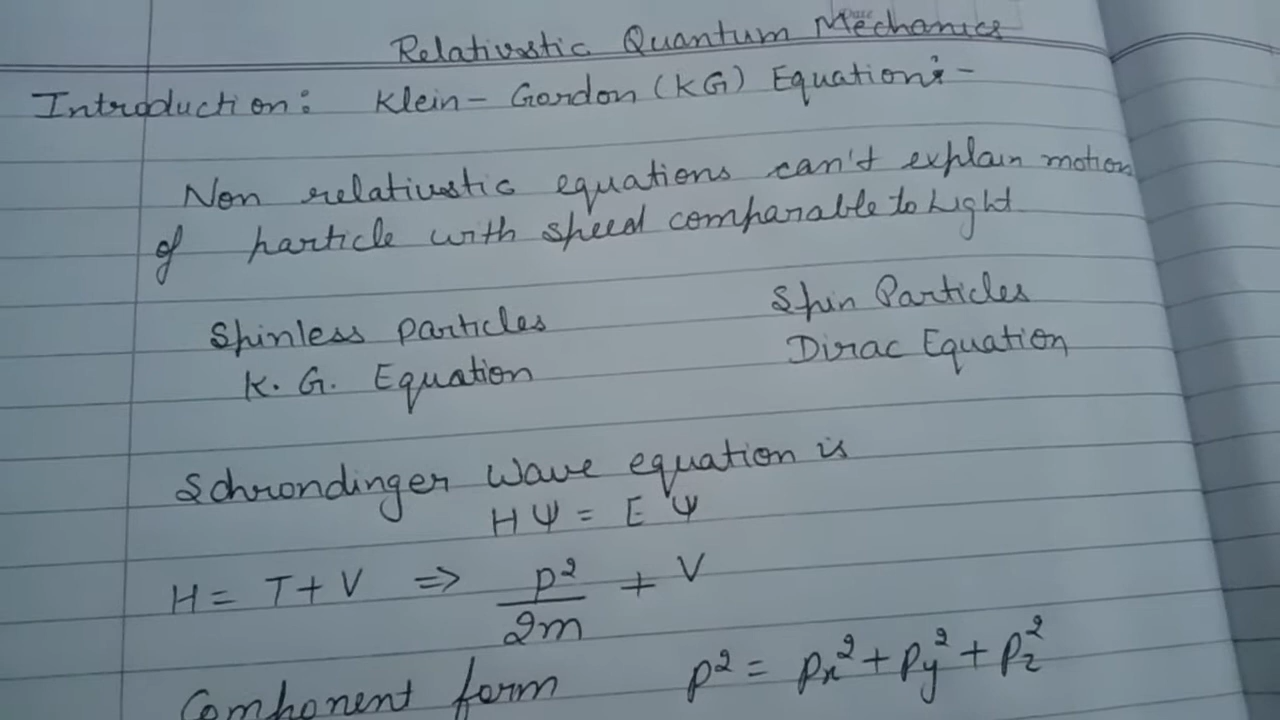 Relativistic Quantum Mechanics
Introduction: Klein - Gordon (KG) Equation:-
Non relativistic equations can't explain motion
of particle with speed comparable to Light
Spinless particles Spin Particles
K. G. Equation Dirac Equation
Schrondinger Wave equation is
HΨ = EΨ
H = T + V ⇒ p²/2m + V
Component form p² = px² + py² + pz²